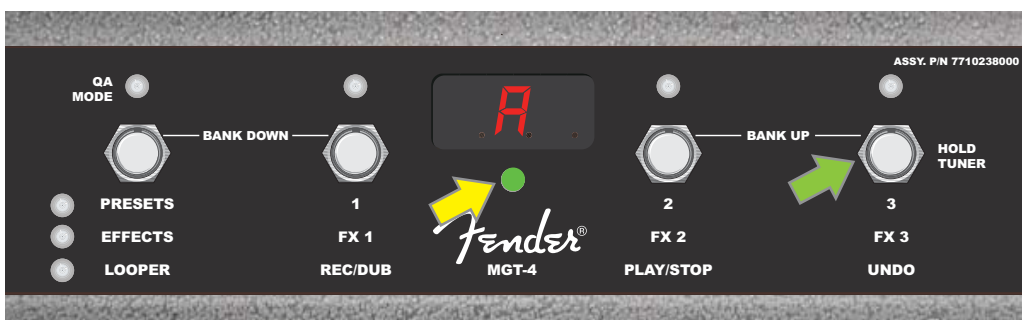 ASSY. P/N 7710238000
QA
MODE
A
BANK DOWN
BANK UP
HOLD
TUNER
PRESETS
1
2
3
EFFECTS
FX 1
Fender®
FX 2
FX 3
LOOPER
REC/DUB
MGT-4
PLAY/STOP
UNDO